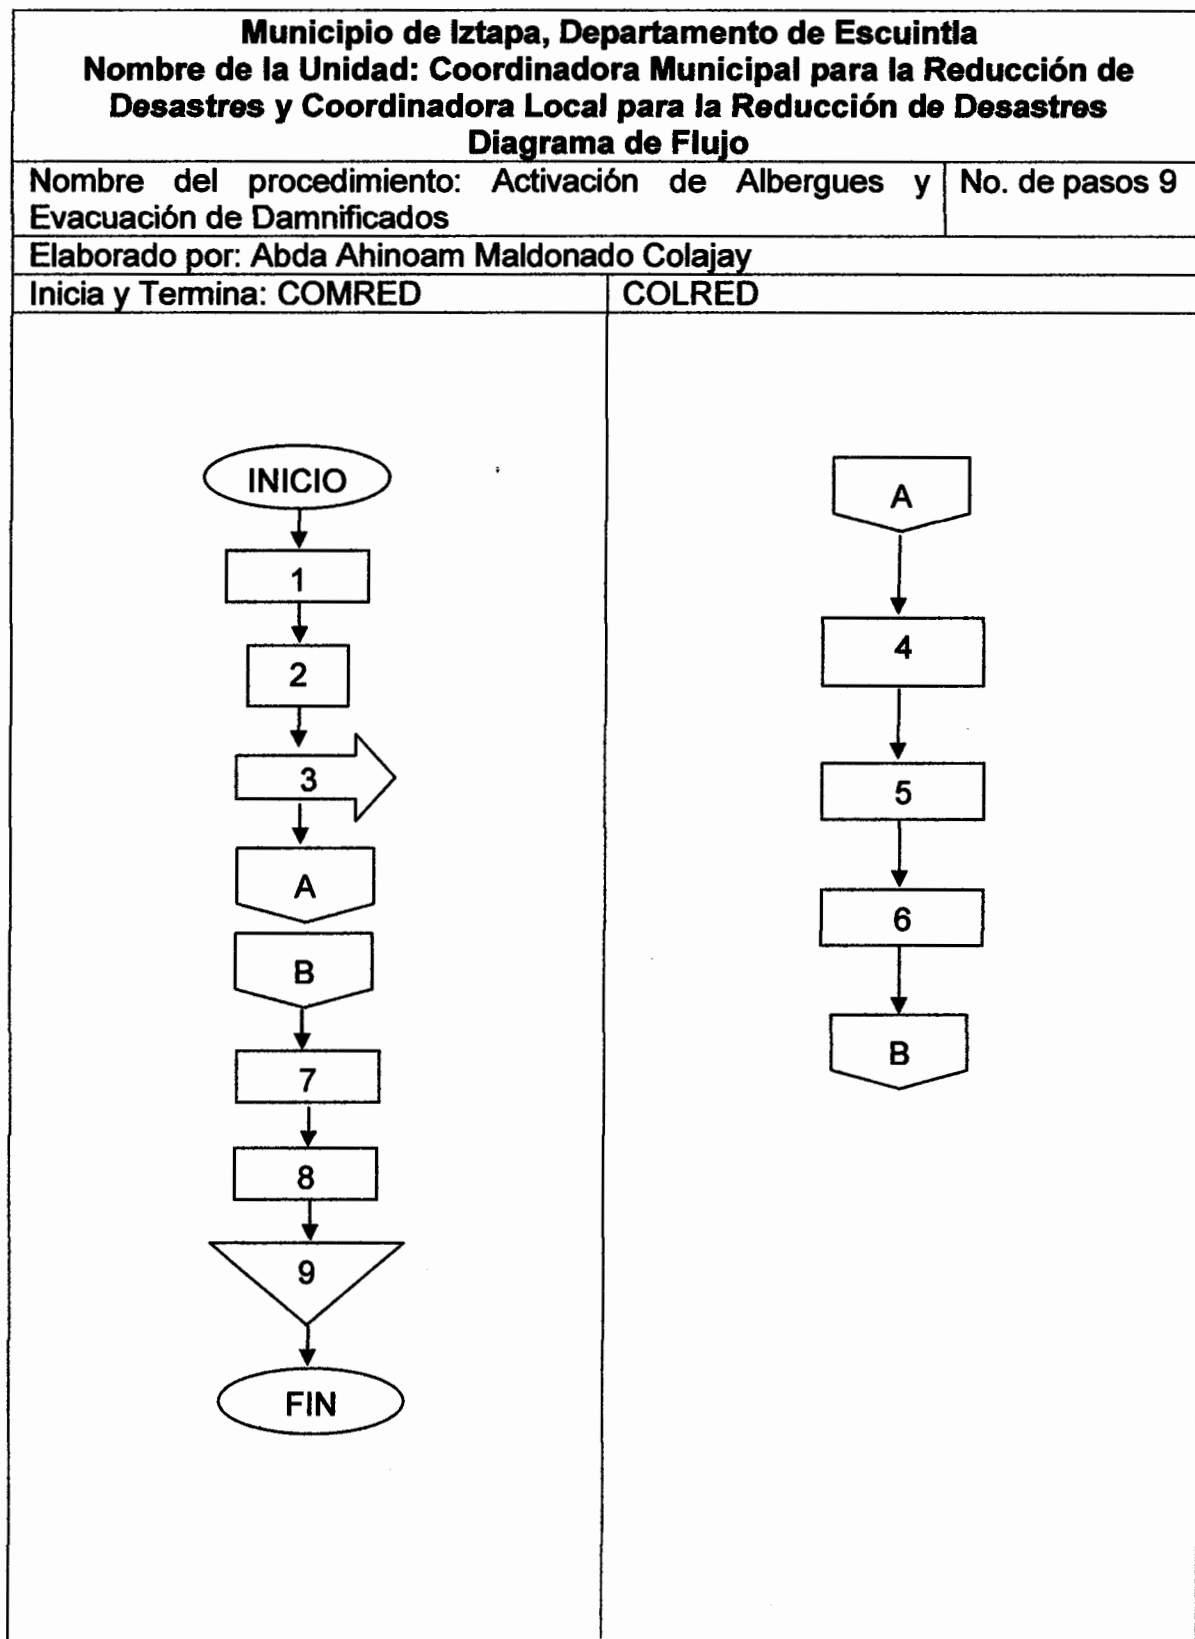 Municipio de Iztapa, Departamento de Escuintla
Nombre de la Unidad: Coordinadora Municipal para la Reducción de
Desastres y Coordinadora Local para la Reducción de Desastres
Diagrama de Flujo
Nombre del procedimiento: Activación de Albergues y
Evacuación de Damnificados
No. de pasos 9
Elaborado por: Abda Ahinoam Maldonado Colajay
Inicia y Termina: COMRED
COLRED
INICIO
1
2
3
A
B
7
8
9
FIN
A
4
5
6
B